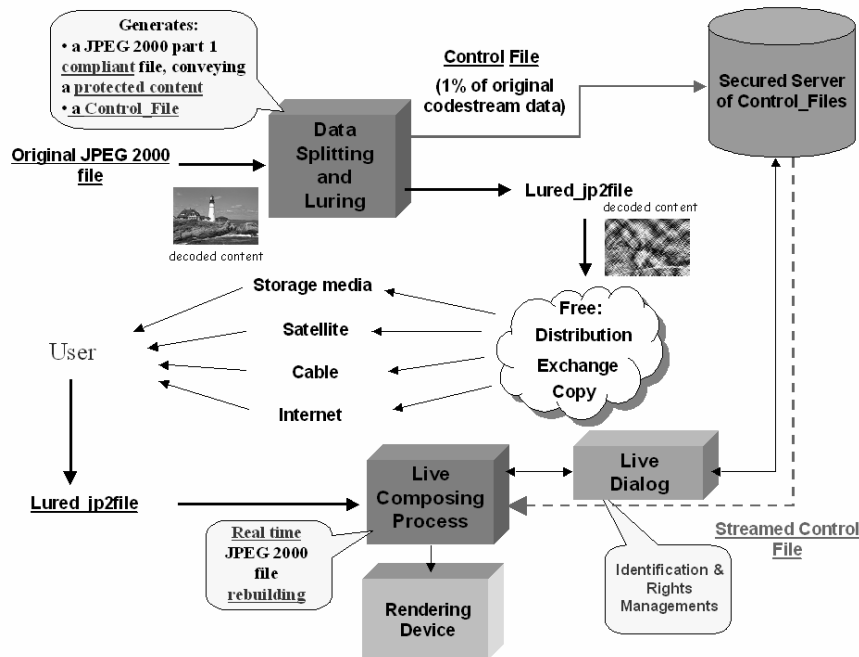 Generates:
• a JPEG 2000 part 1
compliant file, conveying
a protected content
• a Control_File
Control File
(1% of original
codestream data)
Secured Server
of Control_Files
Data
Splitting
and
Luring
Original JPEG 2000
file
decoded content
Lured_jp2file
decoded content
Storage media
Satellite
Cable
Internet
Free:
Distribution
Exchange
Copy
User
Lured_jp2file
Live
Composing
Process
Live
Dialog
Real time
JPEG 2000
file
rebuilding
Streamed Control
File
Identification &
Rights
Managements
Rendering
Device